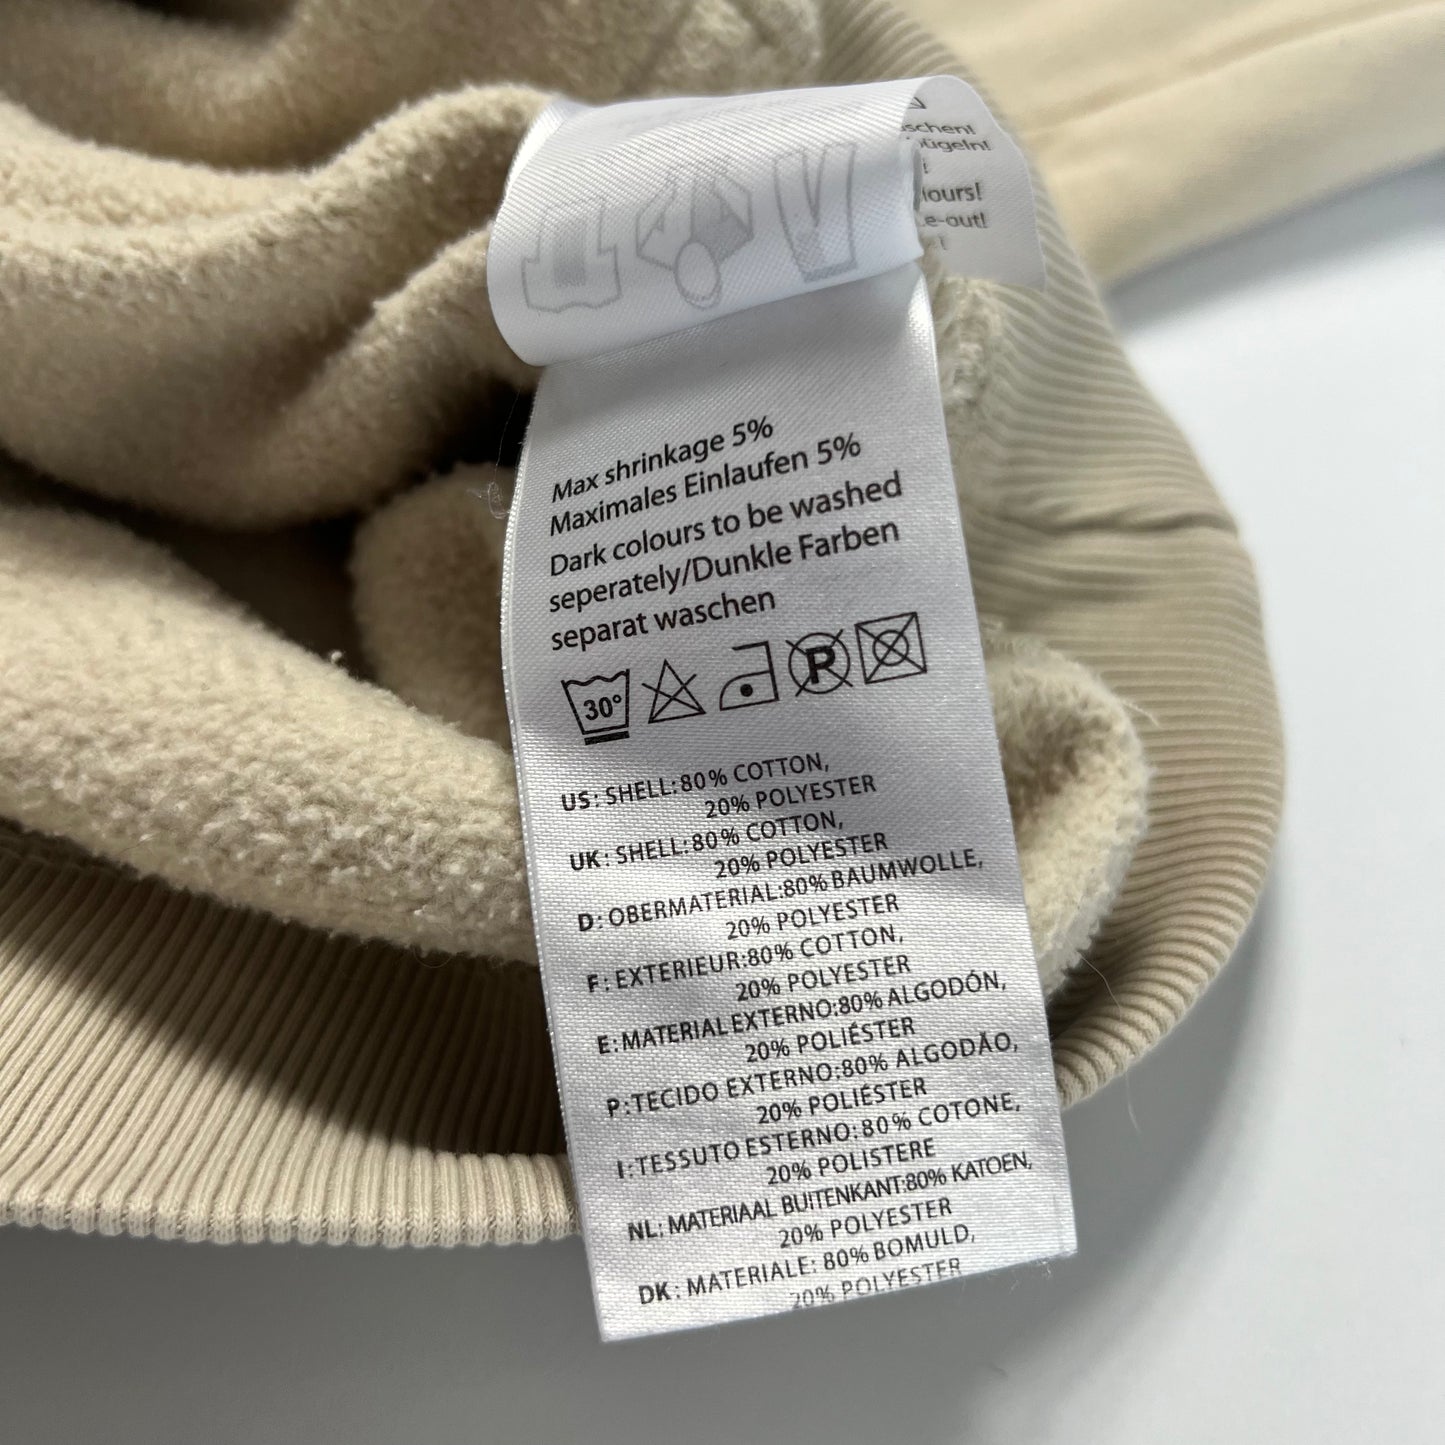 lours!
e-out!
Max shrinkage 5%
Maximales Einlaufen 5%
Dark colours to be washed
seperately/Dunkle Farben
separat waschen
30°
R
US: SHELL:80% COTTON,
20% POLYESTER
UK: SHELL:80% COTTON,
20% POLYESTER
D: OBERMATERIAL:80% BAUMWOLLE,
20% POLYESTER
F: EXTERIEUR:80% COTTON,
20% POLYESTER
E: MATERIAL EXTERNO:80% ALGODÓN,
20% POLIÉSTER
P:TECIDO EXTERNO:80% ALGODÃO,
20% POLIÉSTER
I:TESSUTO ESTERNO:80% COTONE,
20% POLISTERE
NL: MATERIAAL BUITENKANT:80% KATOEN,
20% POLYESTER
DK: MATERIALE: 80% BOMULD,
20% POLYESTER